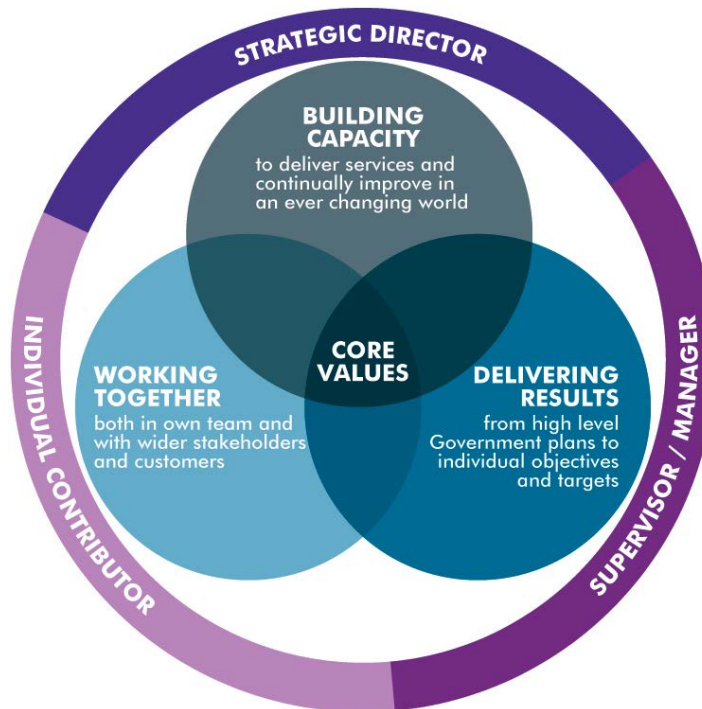 STRATEGIC DIRECTOR
BUILDING
CAPACITY
to deliver services and
continually improve in
an ever changing world
CORE
VALUES
WORKING
TOGETHER
both in own team and
with wider stakeholders
and customers
DELIVERING
RESULTS
from high level
Government plans to
individual objectives
and targets
INDIVIDUAL CONTRIBUTOR
SUPERVISOR / MANAGER